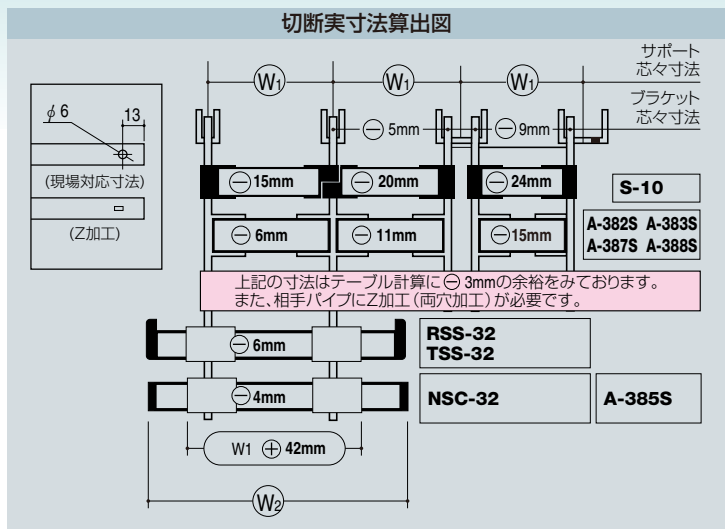 切断実寸法算出図
サポート
芯々寸法
W1 W1 W1
ブラケット
芯々寸法
φ6 13
⊖ 5mm ⊖ 9mm
(現場対応寸法)
(Z加工)
⊖ 15mm ⊖ 20mm ⊖ 24mm
S-10
⊖ 6mm ⊖ 11mm ⊖ 15mm
A-382S A-383S
A-387S A-388S
上記の寸法はテーブル計算に⊖3mmの余裕をみております。
また、相手パイプにZ加工(両穴加工)が必要です。
⊖ 6mm
RSS-32
TSS-32
⊖ 4mm
NSC-32
A-385S
W1 ⊕ 42mm
W2